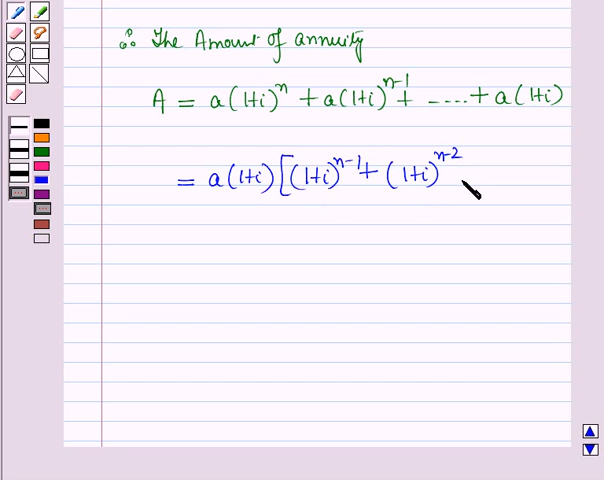 ∴ The Amount of annuity
A = a(1+i)^n + a(1+i)^{n-1} + ----- + a(1+i)
= a(1+i)[(1+i)^{n-1} + (1+i)^{n-2}